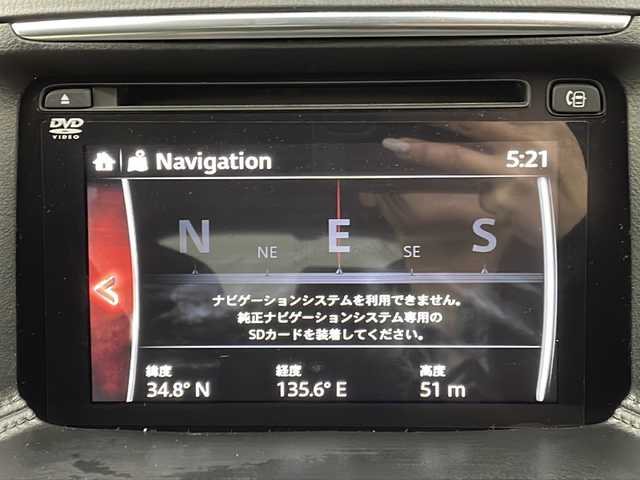 DVD
VIDEO
Navigation 5:21
N NE E SE S
ナビゲーションシステムを利用できません。
純正ナビゲーションシステム専用の
SDカードを装着してください。
緯度 経度 高度
34.8° N 135.6° E 51 m